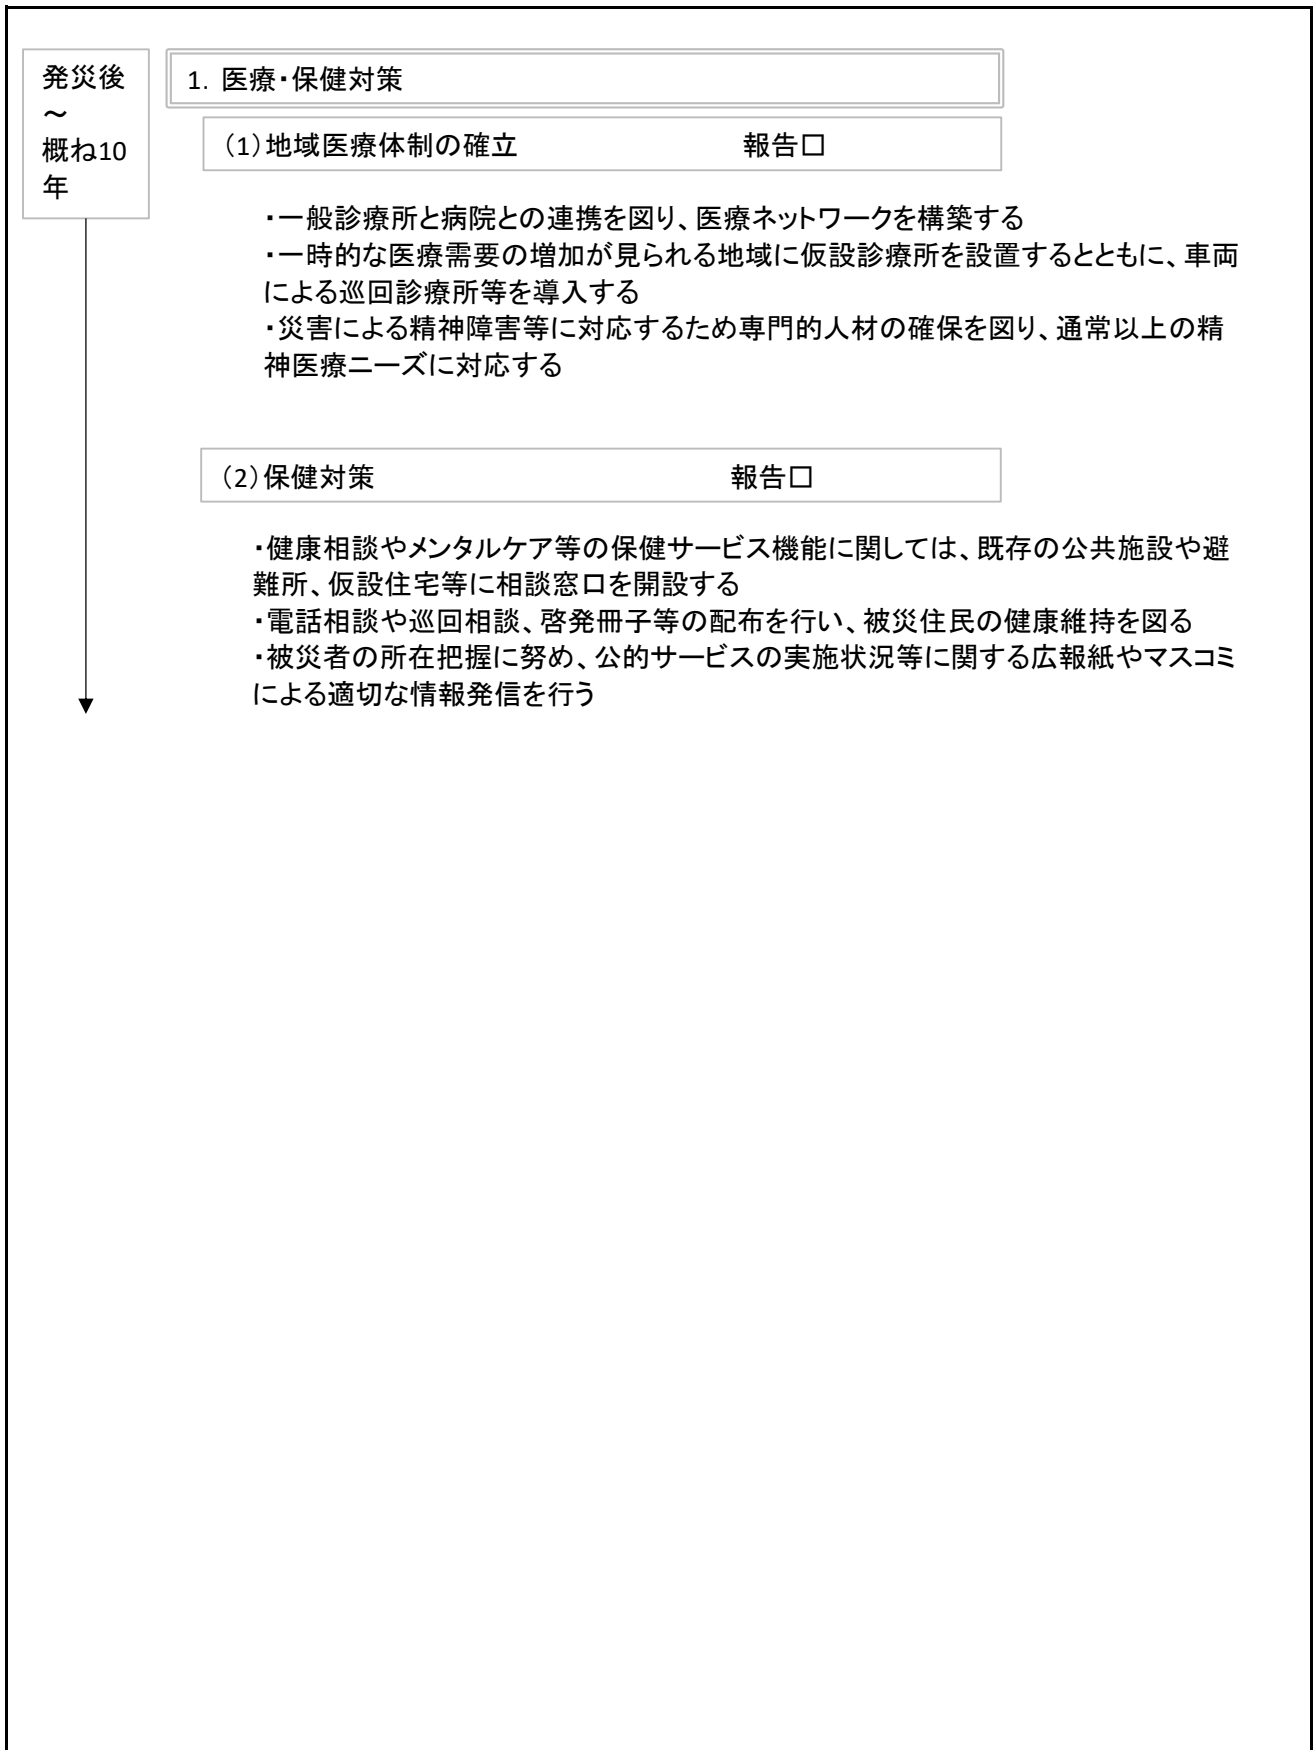 発災後
～
概ね10
年
1. 医療・保健対策
(1)地域医療体制の確立 報告□
・一般診療所と病院との連携を図り、医療ネットワークを構築する
・一時的な医療需要の増加が見られる地域に仮設診療所を設置するとともに、車両
による巡回診療所等を導入する
・災害による精神障害等に対応するため専門的人材の確保を図り、通常以上の精
神医療ニーズに対応する
(2)保健対策 報告□
・健康相談やメンタルケア等の保健サービス機能に関しては、既存の公共施設や避
難所、仮設住宅等に相談窓口を開設する
・電話相談や巡回相談、啓発冊子等の配布を行い、被災住民の健康維持を図る
・被災者の所在把握に努め、公的サービスの実施状況等に関する広報紙やマスコミ
による適切な情報発信を行う